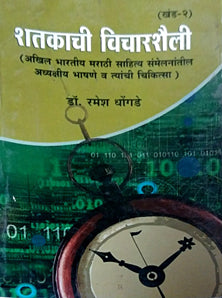 (खंड-२)
शतकाची विचारशैली
(अखिल भारतीय मराठी साहित्य संमेलनांतील
अध्यक्षीय भाषणे व त्यांची चिकित्सा )
डॉ. रमेश धोंगडे